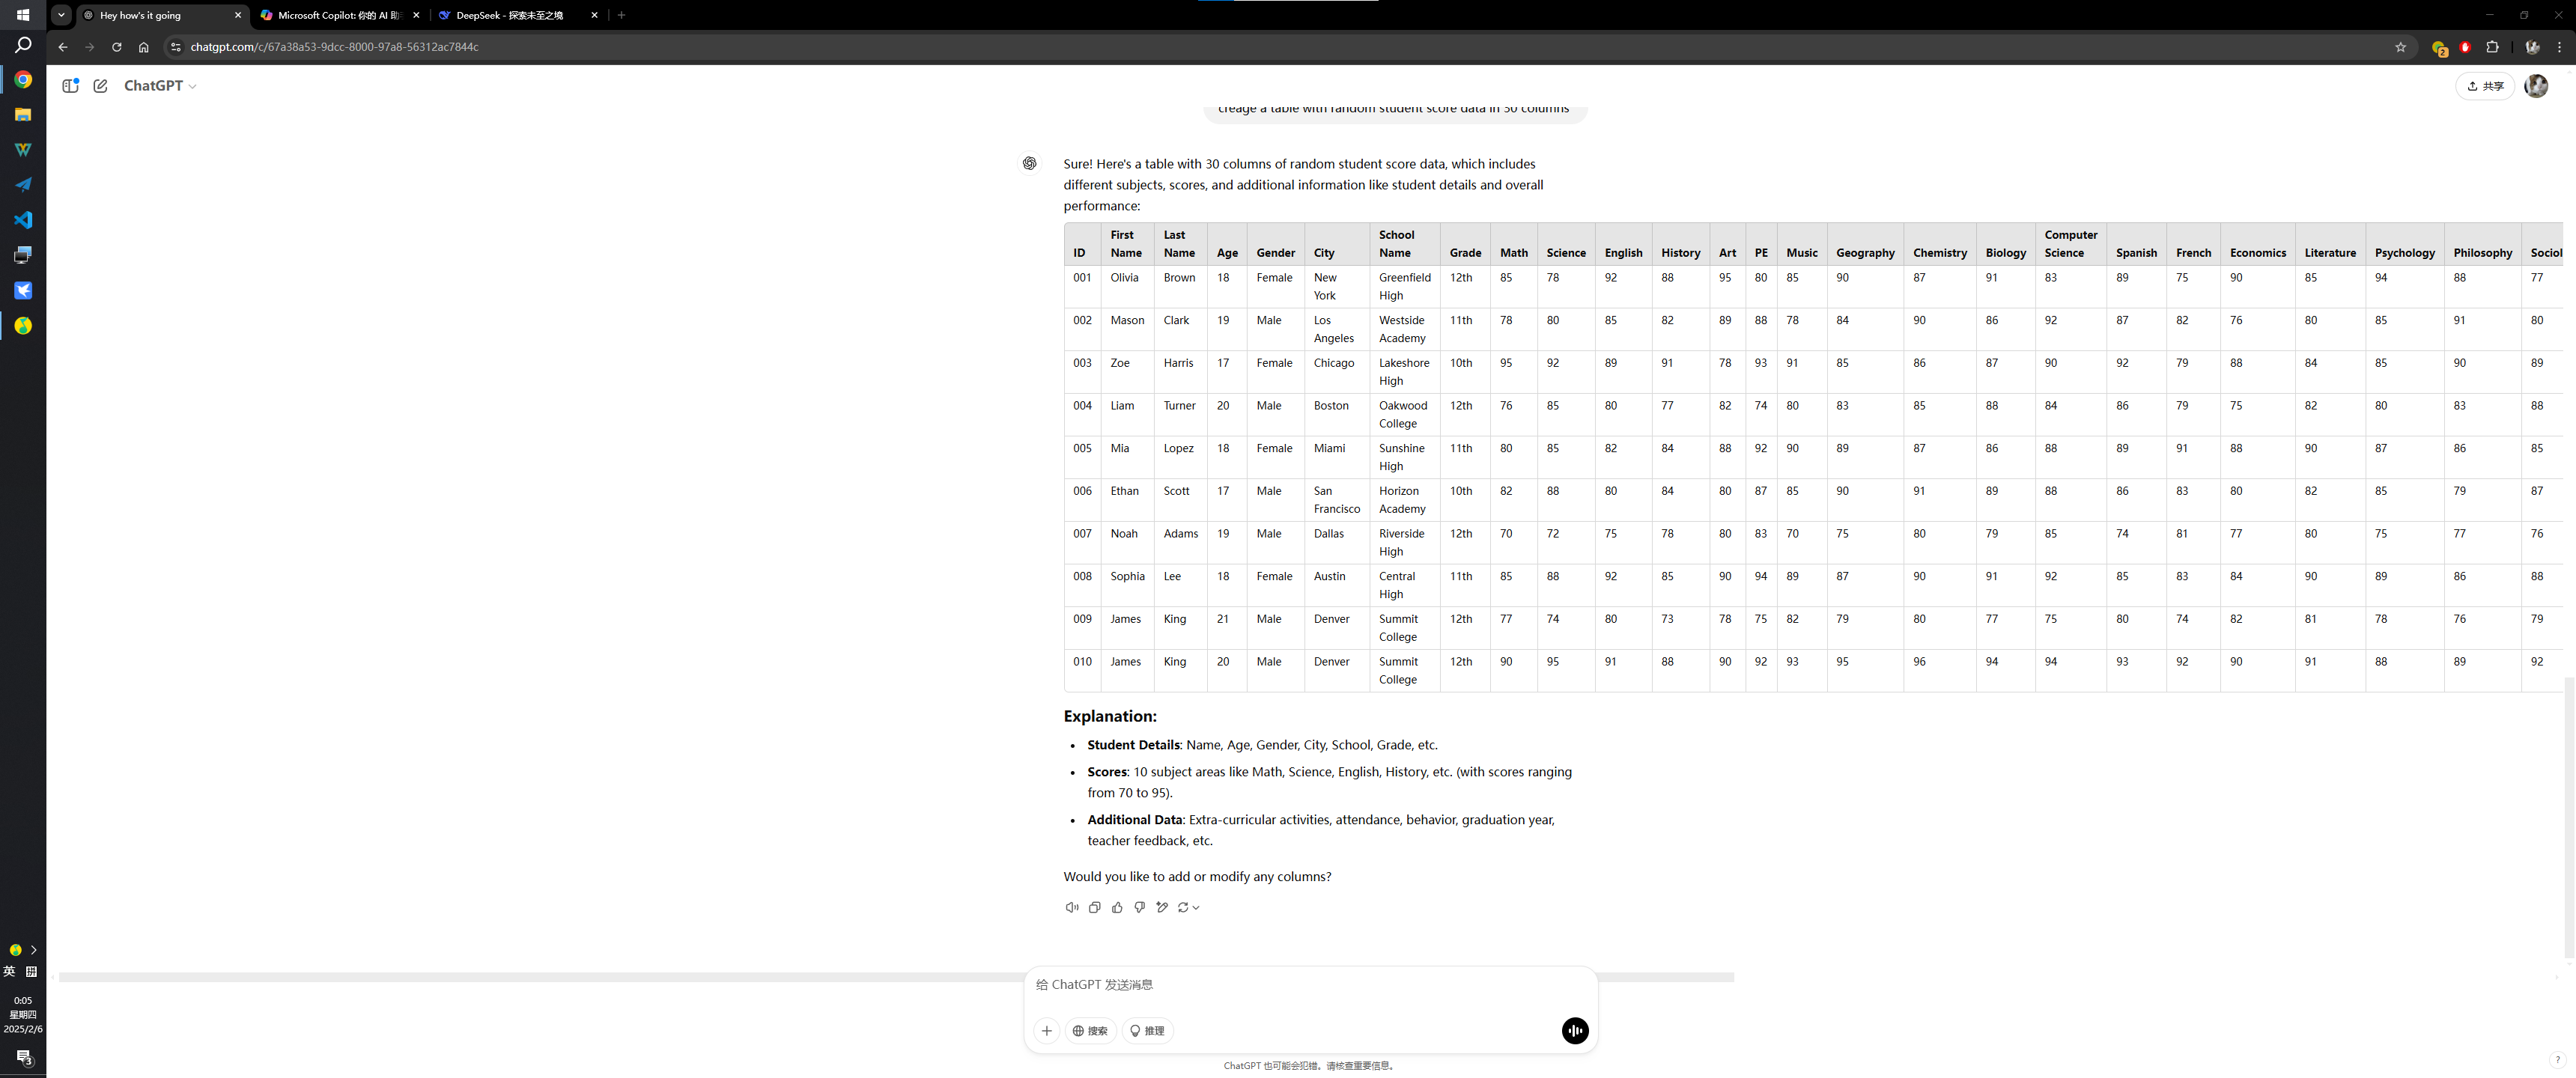 Hey how's it going
Microsoft Copilot: 你的 AI 助
DeepSeek - 探索未至之境
chatgpt.com/c/67a38a53-9dcc-8000-97a8-56312ac7844c
2
ChatGPT
共享
creage a table with random student score data in 30 columns
Sure! Here's a table with 30 columns of random student score data, which includes
different subjects, scores, and additional information like student details and overall
performance:
ID First Name Last Name Age Gender City School Name Grade Math Science English History Art PE Music Geography Chemistry Biology Computer Science Spanish French Economics Literature Psychology Philosophy Sociol
001 Olivia Brown 18 Female New York Greenfield High 12th 85 78 92 88 95 80 85 90 87 91 83 89 75 90 85 94 88 77
002 Mason Clark 19 Male Los Angeles Westside Academy 11th 78 80 85 82 89 88 78 84 90 86 92 87 82 76 80 85 91 80
003 Zoe Harris 17 Female Chicago Lakeshore High 10th 95 92 89 91 78 93 91 85 86 87 90 92 79 88 84 85 90 89
004 Liam Turner 20 Male Boston Oakwood College 12th 76 85 80 77 82 74 80 83 85 88 84 86 79 75 82 80 83 88
005 Mia Lopez 18 Female Miami Sunshine High 11th 80 85 82 84 88 92 90 89 87 86 88 89 91 88 90 87 86 85
006 Ethan Scott 17 Male San Francisco Horizon Academy 10th 82 88 80 84 80 87 85 90 91 89 88 86 83 80 82 85 79 87
007 Noah Adams 19 Male Dallas Riverside High 12th 70 72 75 78 80 83 70 75 80 79 85 74 81 77 80 75 77 76
008 Sophia Lee 18 Female Austin Central High 11th 85 88 92 85 90 94 89 87 90 91 92 85 83 84 90 89 86 88
009 James King 21 Male Denver Summit College 12th 77 74 80 73 78 75 82 79 80 77 75 80 74 82 81 78 76 79
010 James King 20 Male Denver Summit College 12th 90 95 91 88 90 92 93 95 96 94 94 93 92 90 91 88 89 92
Explanation:
Student Details: Name, Age, Gender, City, School, Grade, etc.
Scores: 10 subject areas like Math, Science, English, History, etc. (with scores ranging
from 70 to 95).
Additional Data: Extra-curricular activities, attendance, behavior, graduation year,
teacher feedback, etc.
Would you like to add or modify any columns?
给 ChatGPT 发送消息
搜索
推理
ChatGPT 也可能会犯错。请核查重要信息。
?
英 拼
0:05
星期四
2025/2/6
3